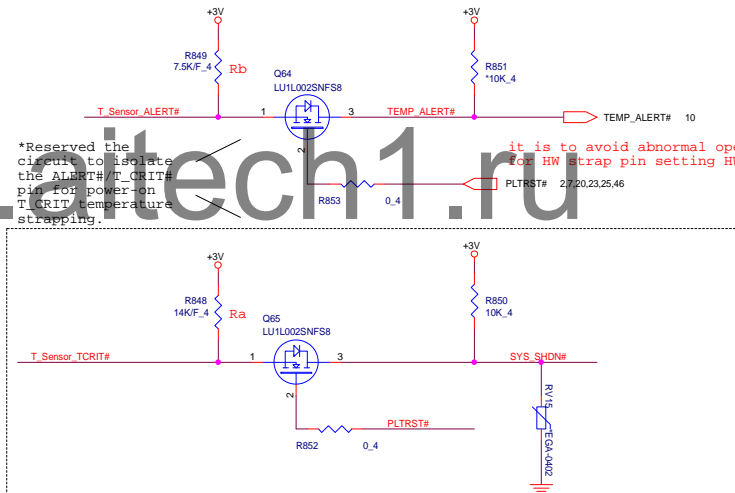 +3V
+3V
R849
7.5K/F_4
Rb
Q64
LU1L002SNFS8
R851
*10K_4
T_Sensor_ALERT#
1
3
TEMP_ALERT#
TEMP_ALERT# 10
2
*Reserved the
circuit to isolate
the ALERT#/T_CRIT#
pin for power-on
T_CRIT temperature
strapping.
it is to avoid abnormal ope
for HW strap pin setting HW
PLTRST# 2,7,20,23,25,46
R853
0_4
.aitech1.ru
+3V
+3V
R848
14K/F_4
Ra
Q65
LU1L002SNFS8
R850
10K_4
T_Sensor_TCRIT#
1
3
SYS_SHDN#
2
PLTRST#
R852
0_4
RV15
*EGA-0402